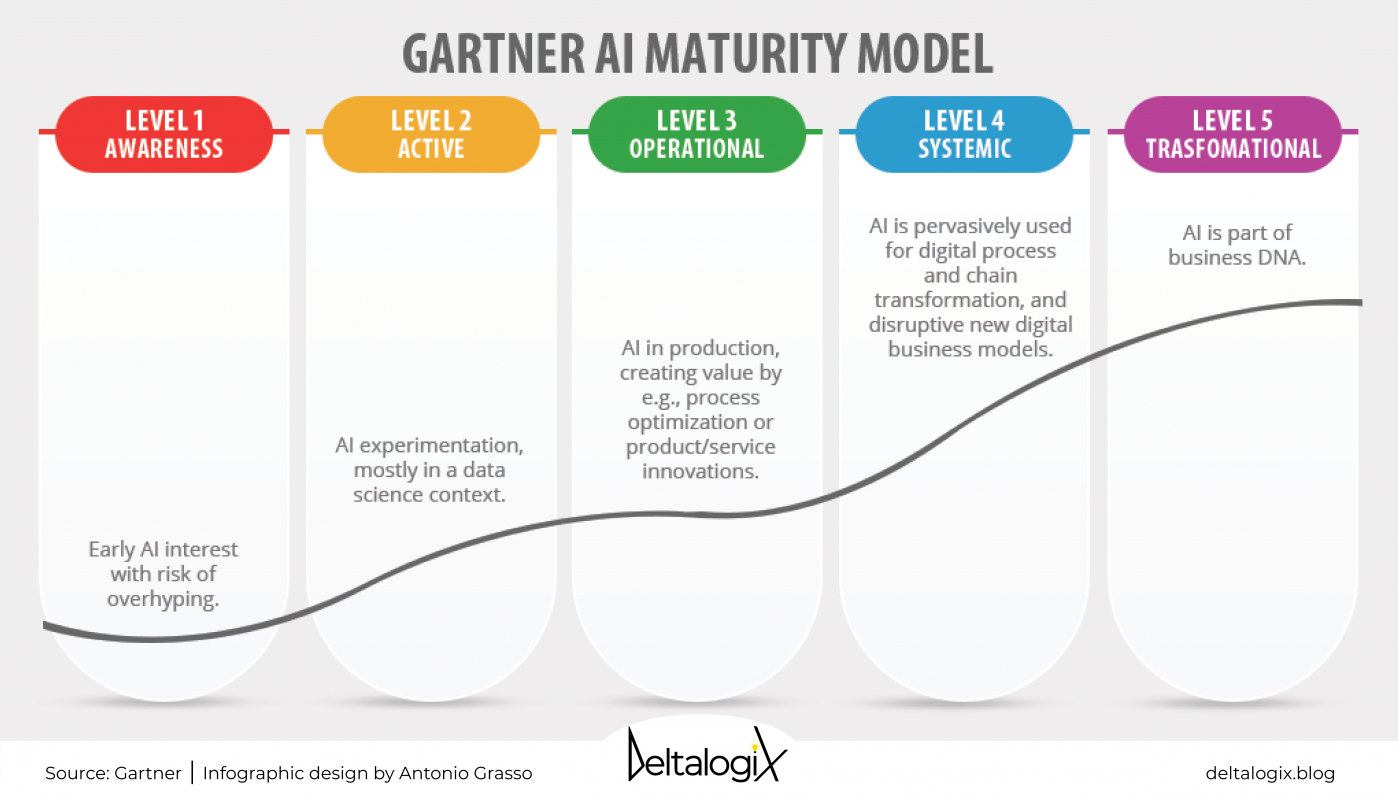 GARTNER AI MATURITY MODEL
LEVEL 1
AWARENESS
Early AI interest
with risk of
overhyping.
LEVEL 2
ACTIVE
AI experimentation,
mostly in a data
science context.
LEVEL 3
OPERATIONAL
AI in production,
creating value by
e.g., process
optimization or
product/service
innovations.
LEVEL 4
SYSTEMIC
AI is pervasively used
for digital process
and chain
transformation, and
disruptive new digital
business models.
LEVEL 5
TRASFOMATIONAL
AI is part of
business DNA.
Source: Gartner | Infographic design by Antonio Grasso
DeltalogiX
deltalogix.blog